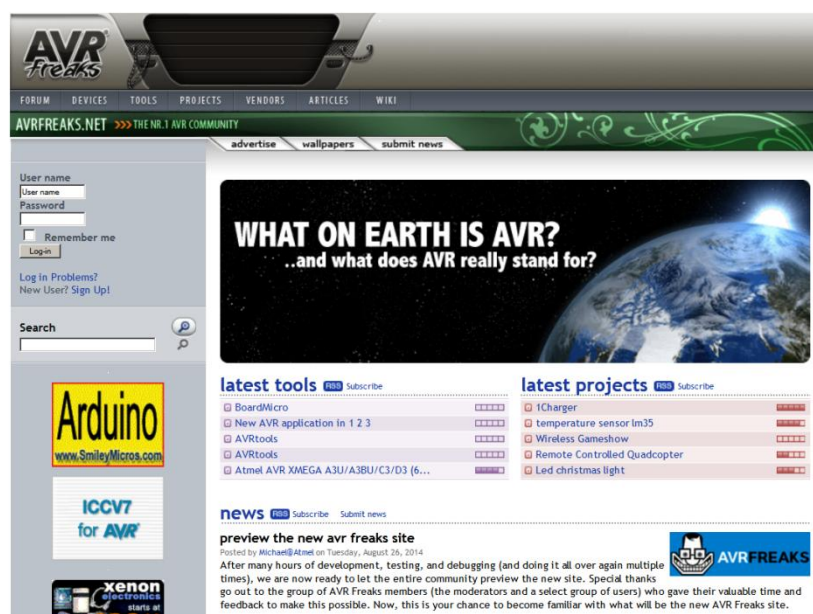 AVR
freaks
FORUM DEVICES TOOLS PROJECTS VENDORS ARTICLES WIKI
AVRFREAKS.NET >>> THE NR.1 AVR COMMUNITY
advertise wallpapers submit news
User name
User name
Password
Remember me
Log-in
Log in Problems?
New User? Sign Up!
Search
Arduino
www.SmileyMicros.com
ICCV7
for AVR
xenon
electronics
starts at
WHAT ON EARTH IS AVR?
..and what does AVR really stand for?
latest tools RSS Subscribe
BoardMicro
New AVR application in 1 2 3
AVRtools
AVRtools
Atmel AVR XMEGA A3U/A3BU/C3/D3 (6...
latest projects RSS Subscribe
1Charger
temperature sensor lm35
Wireless Gameshow
Remote Controlled Quadcopter
Led christmas light
news RSS Subscribe Submit news
preview the new avr freaks site
Posted by Michael@Atmel on Tuesday, August 26, 2014
AVRFREAKS
After many hours of development, testing, and debugging (and doing it all over again multiple
times), we are now ready to let the entire community preview the new site. Special thanks
go out to the group of AVR Freaks members (the moderators and a select group of users) who gave their valuable time and
feedback to make this possible. Now, this is your chance to become familiar with what will be the new AVR Freaks site.